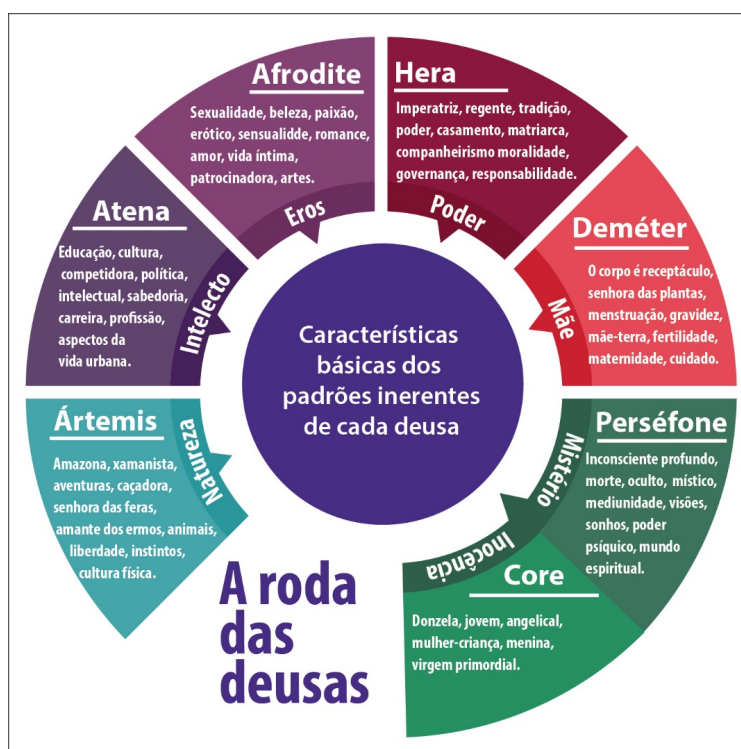 Afrodite
Sexualidade, beleza, paixão,
erótico, sensualidde, romance,
amor, vida íntima,
patrocinadora, artes.
Eros
Hera
Imperatriz, regente, tradição,
poder, casamento, matriarca,
companheirismo moralidade,
governança, responsabilidade.
Poder
Atena
Educação, cultura,
competidora, política,
intelectual, sabedoria,
carreira, profissão,
aspectos da
vida urbana.
Intelecto
Deméter
O corpo é receptáculo,
senhora das plantas,
menstruação, gravidez,
mãe-terra, fertilidade,
maternidade, cuidado.
Mãe
Características
básicas dos
padrões inerentes
de cada deusa
Ártemis
Amazona, xamanista,
aventuras, caçadora,
senhora das feras,
amante dos ermos, animais,
liberdade, instintos,
cultura física.
Natureza
Perséfone
Inconsciente profundo,
morte, oculto, místico,
mediunidade, visões,
sonhos, poder
psíquico, mundo
espiritual.
Mistério
Core
Donzela, jovem, angelical,
mulher-criança, menina,
virgem primordial.
Inocência
A roda
das
deusas